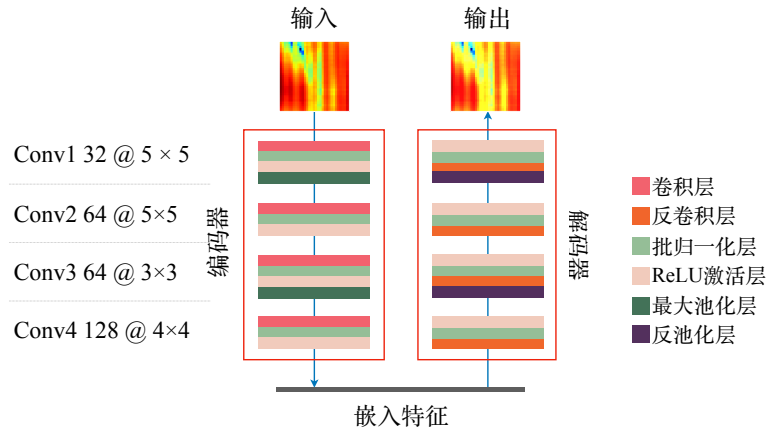 输入
输出
Conv1 32 @ 5 × 5
Conv2 64 @ 5×5
Conv3 64 @ 3×3
Conv4 128 @ 4×4
编码器
解码器
卷积层
反卷积层
批归一化层
ReLU激活层
最大池化层
反池化层
嵌入特征